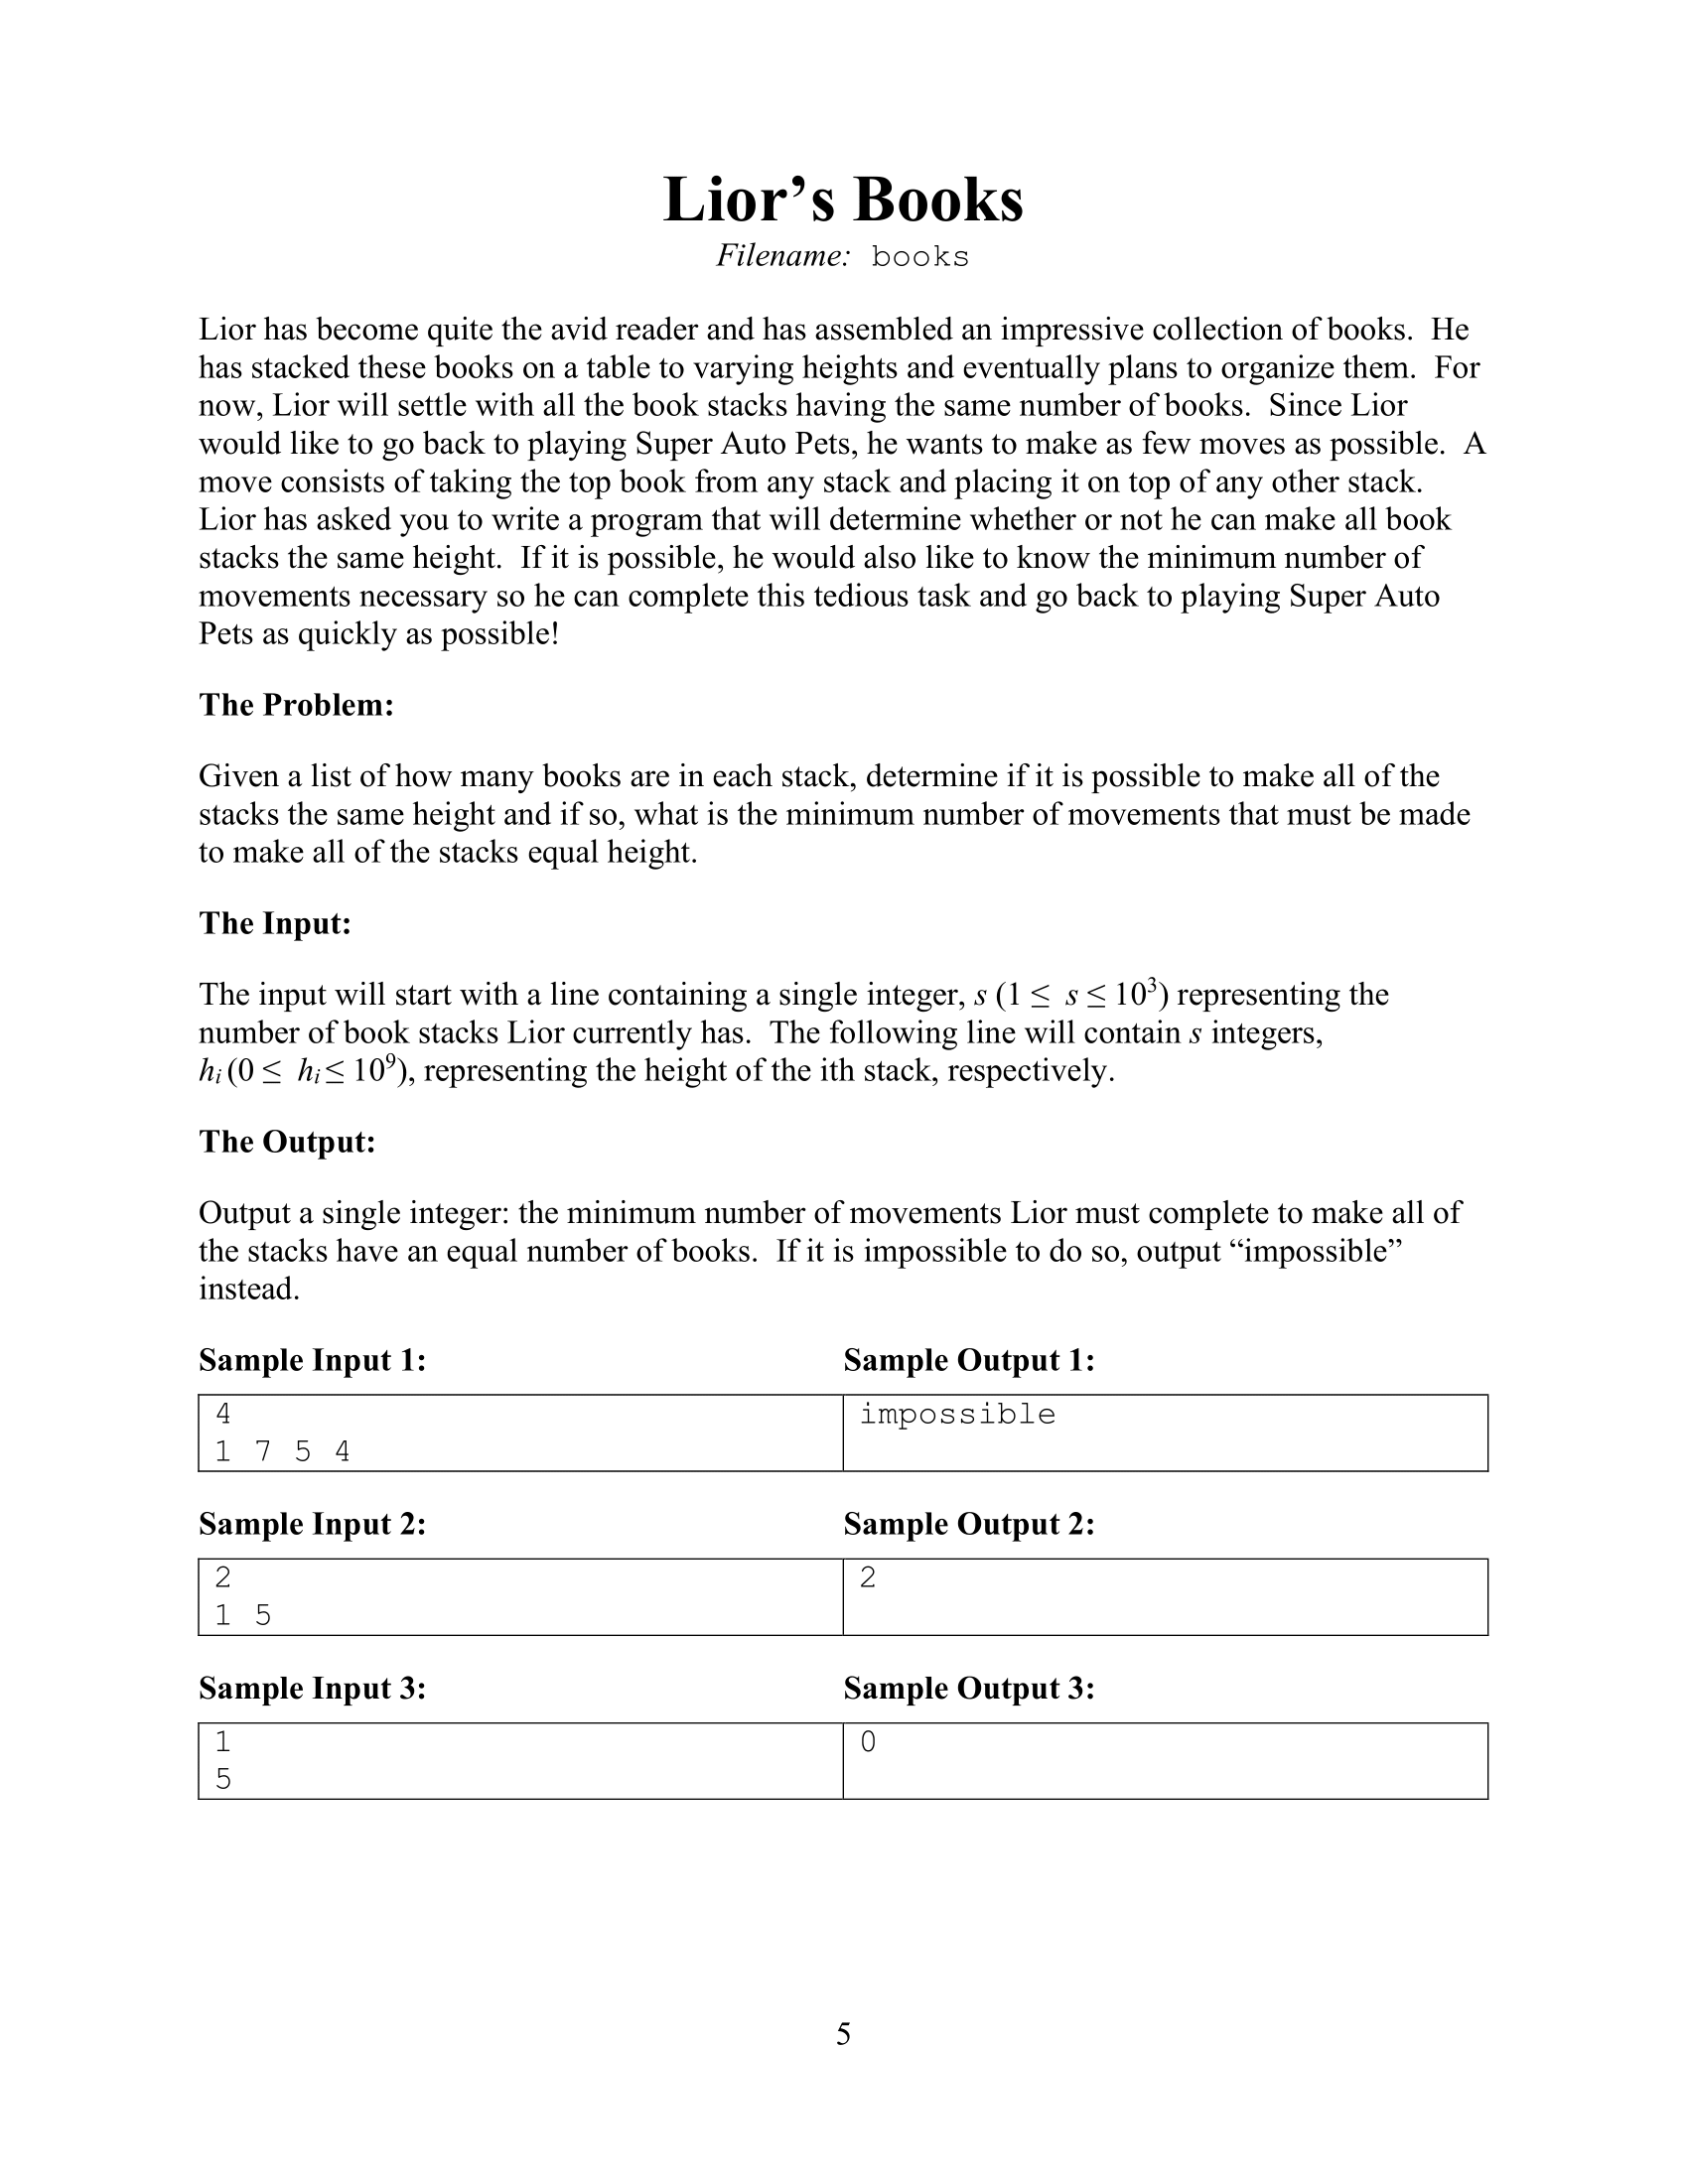 Lior’s Books
Filename: books
Lior has become quite the avid reader and has assembled an impressive collection of books. He
has stacked these books on a table to varying heights and eventually plans to organize them. For
now, Lior will settle with all the book stacks having the same number of books. Since Lior
would like to go back to playing Super Auto Pets, he wants to make as few moves as possible. A
move consists of taking the top book from any stack and placing it on top of any other stack.
Lior has asked you to write a program that will determine whether or not he can make all book
stacks the same height. If it is possible, he would also like to know the minimum number of
movements necessary so he can complete this tedious task and go back to playing Super Auto
Pets as quickly as possible!
The Problem:
Given a list of how many books are in each stack, determine if it is possible to make all of the
stacks the same height and if so, what is the minimum number of movements that must be made
to make all of the stacks equal height.
The Input:
The input will start with a line containing a single integer, s (1 ≤ s ≤ 10³) representing the
number of book stacks Lior currently has. The following line will contain s integers,
hᵢ (0 ≤ hᵢ ≤ 10⁹), representing the height of the ith stack, respectively.
The Output:
Output a single integer: the minimum number of movements Lior must complete to make all of
the stacks have an equal number of books. If it is impossible to do so, output “impossible”
instead.
Sample Input 1: Sample Output 1:
4 impossible
1 7 5 4
Sample Input 2: Sample Output 2:
2 2
1 5
Sample Input 3: Sample Output 3:
1 0
5
5